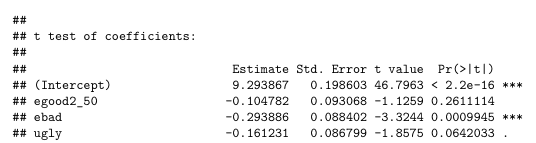 ##
## t test of coefficients:
##
##              Estimate Std. Error t value  Pr(>|t|)
## (Intercept)  9.293867   0.198603 46.7963 < 2.2e-16 ***
## egood2_50   -0.104782   0.093068 -1.1259 0.2611114
## ebad        -0.293886   0.088402 -3.3244 0.0009945 ***
## ugly        -0.161231   0.086799 -1.8575 0.0642033 .